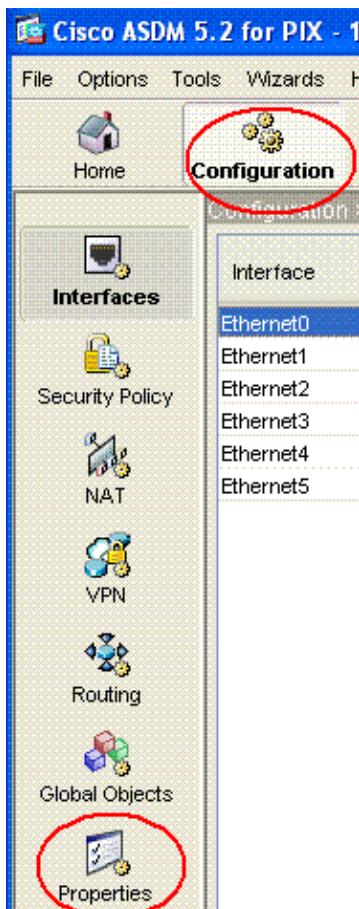 Cisco ASDM 5.2 for PIX - 1
File Options Tools Wizards H
Home
Configuration
Configuration >
Interfaces
Interface
Ethernet0
Ethernet1
Ethernet2
Ethernet3
Ethernet4
Ethernet5
Security Policy
NAT
VPN
Routing
Global Objects
Properties